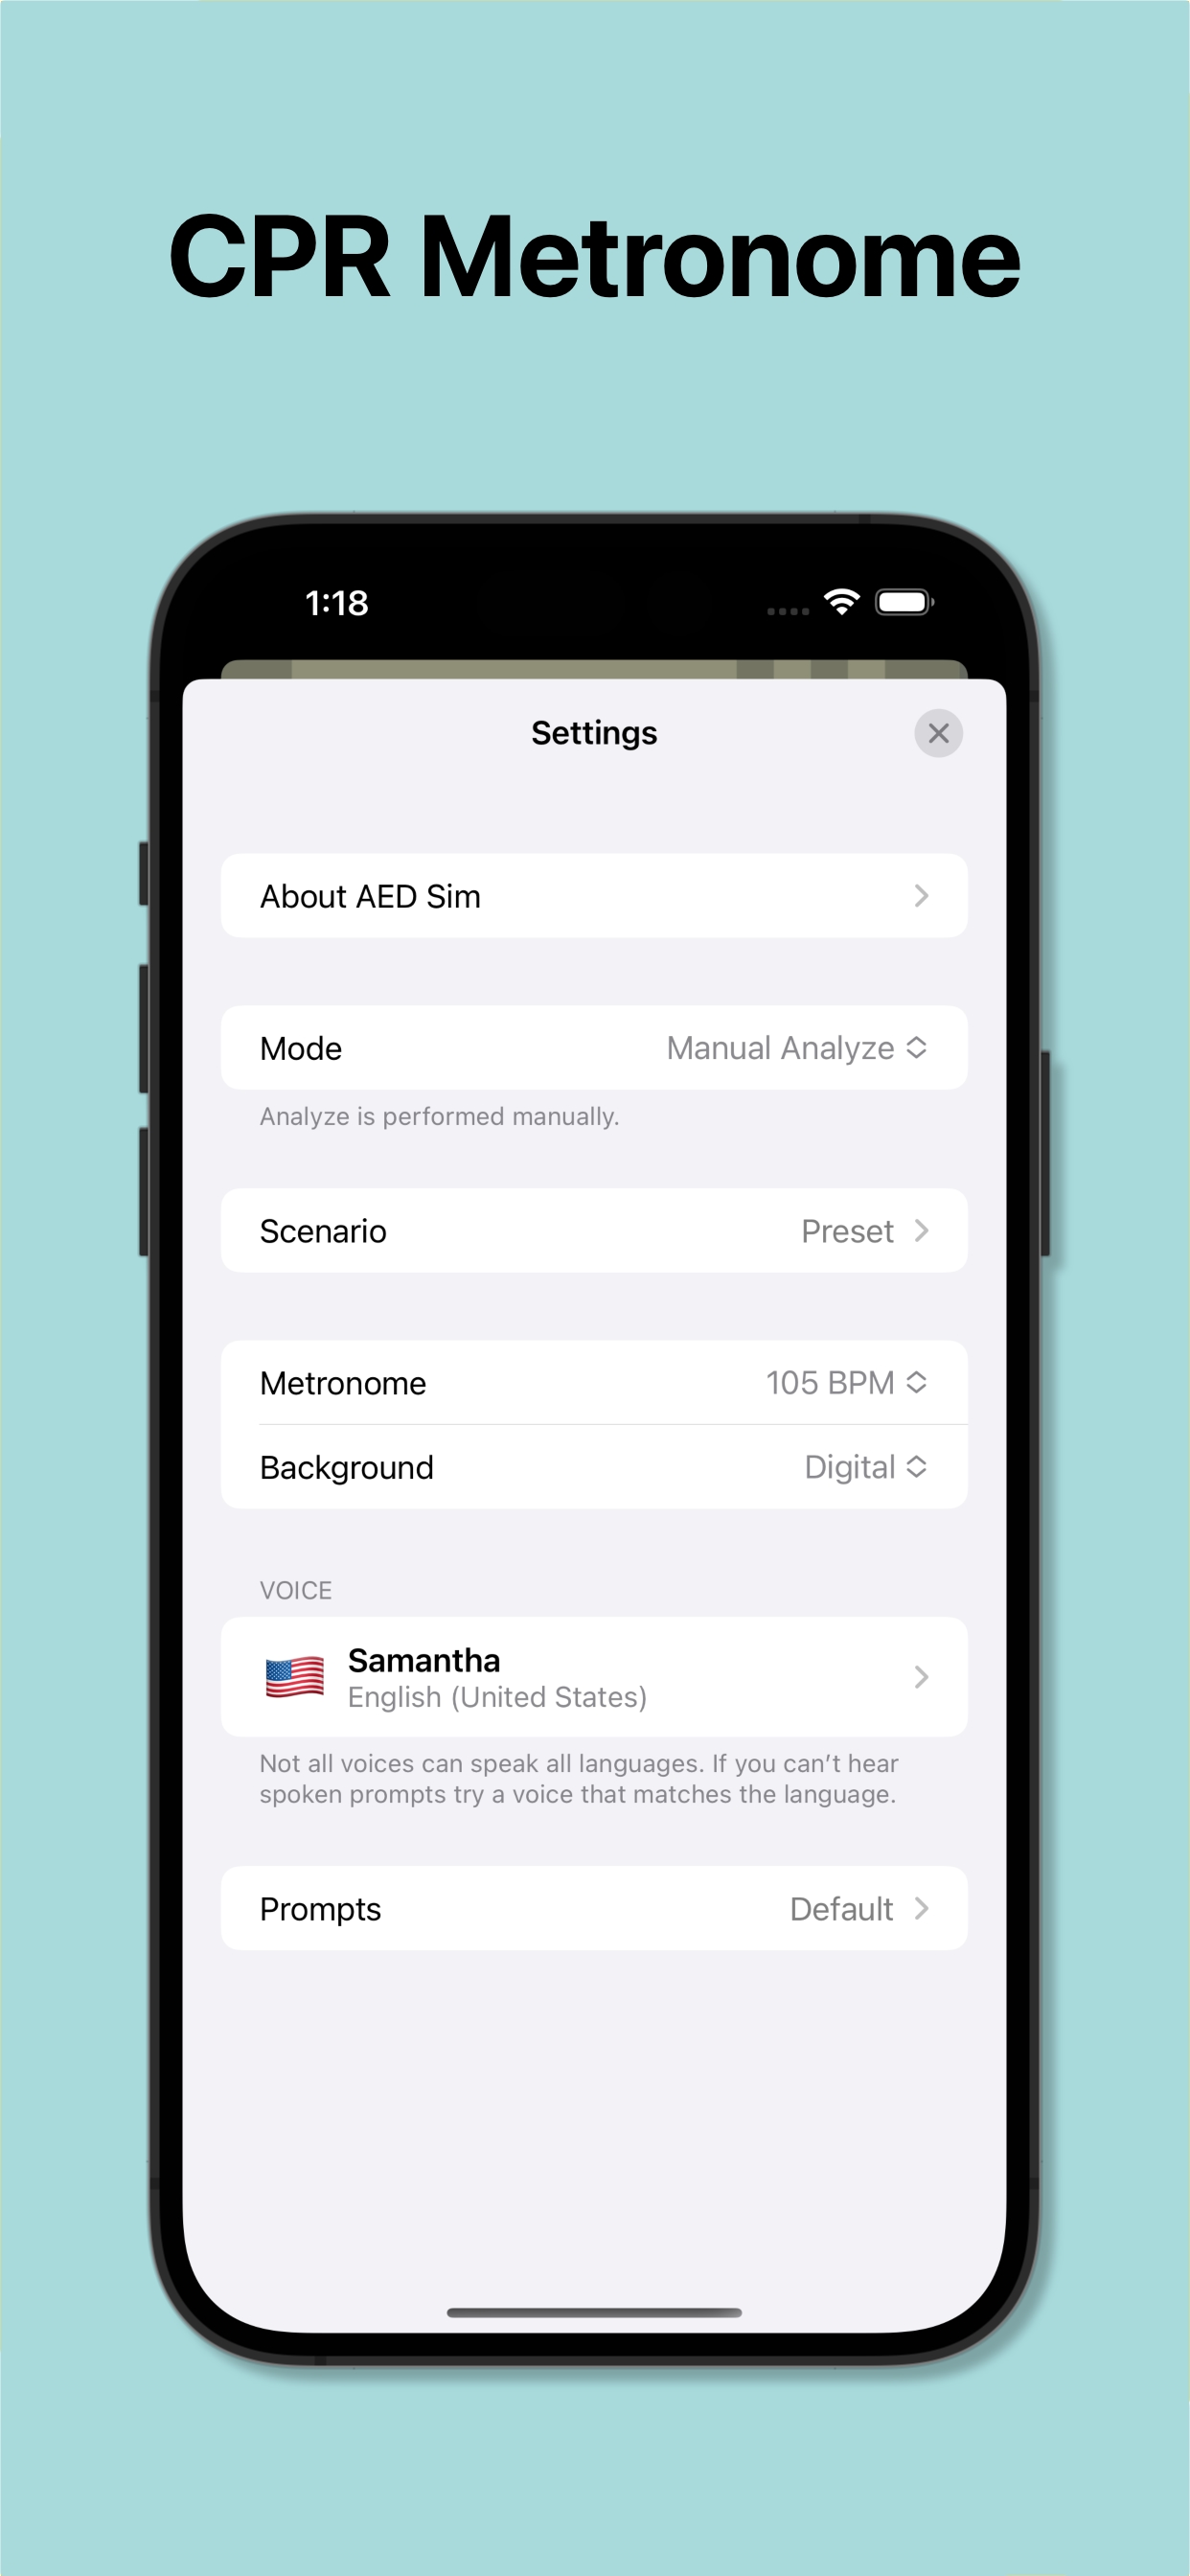 CPR Metronome
1:18
Settings
About AED Sim
Mode Manual Analyze
Analyze is performed manually.
Scenario Preset
Metronome 105 BPM
Background Digital
VOICE
Samantha
English (United States)
Not all voices can speak all languages. If you can’t hear
spoken prompts try a voice that matches the language.
Prompts Default